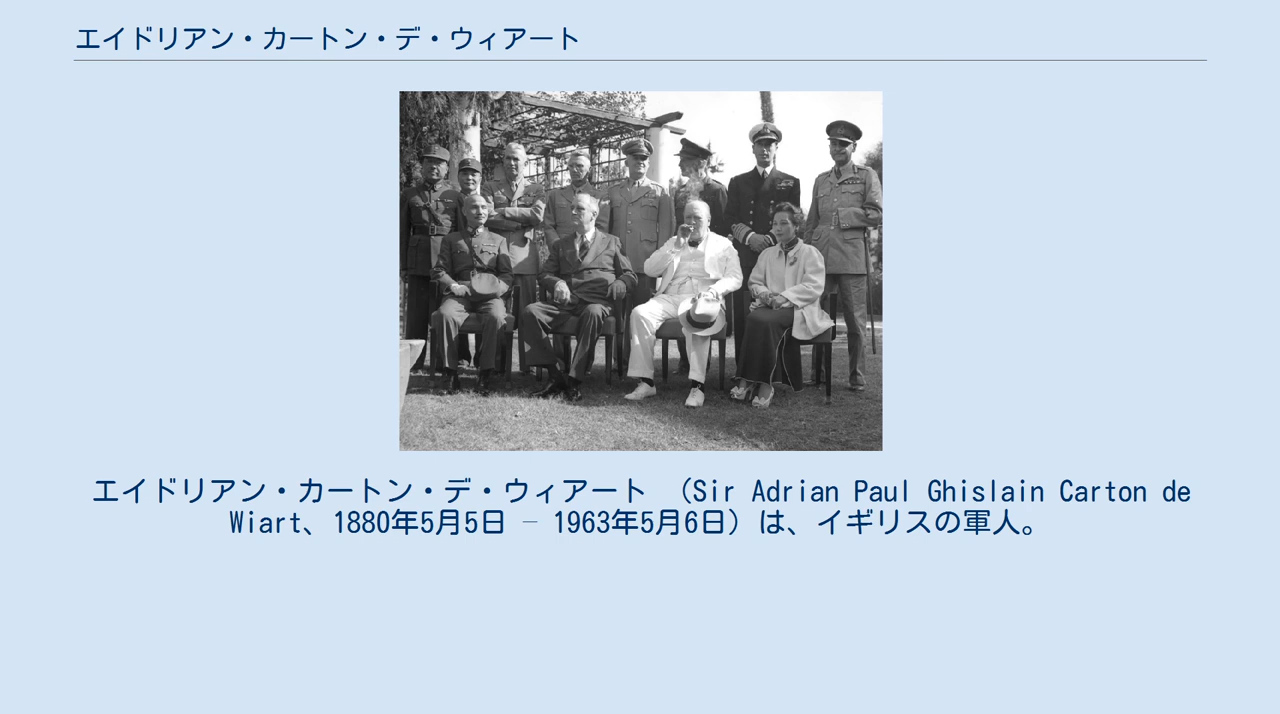 エイドリアン・カートン・デ・ウィアート
エイドリアン・カートン・デ・ウィアート （Sir Adrian Paul Ghislain Carton de
Wiart、1880年5月5日 – 1963年5月6日）は、イギリスの軍人。